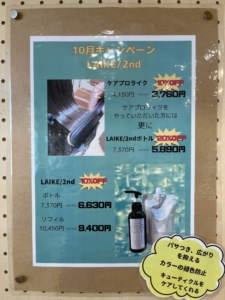 10月キャンペーン
LAIKE/2nd
ケアプロライク
4,180円 3,760円
ケアプロライクを
やっていただいた方には
更に
LAIKE/2ndボトル 20%OFF
7,370円 5,890円
LAIKE/2nd 10%OFF
ボトル
7,370円 6,630円
リフィル
10,450円 9,400円
パサつき、広がり
を抑える
カラーの褪色防止
キューティクルを
ケアしてくれる